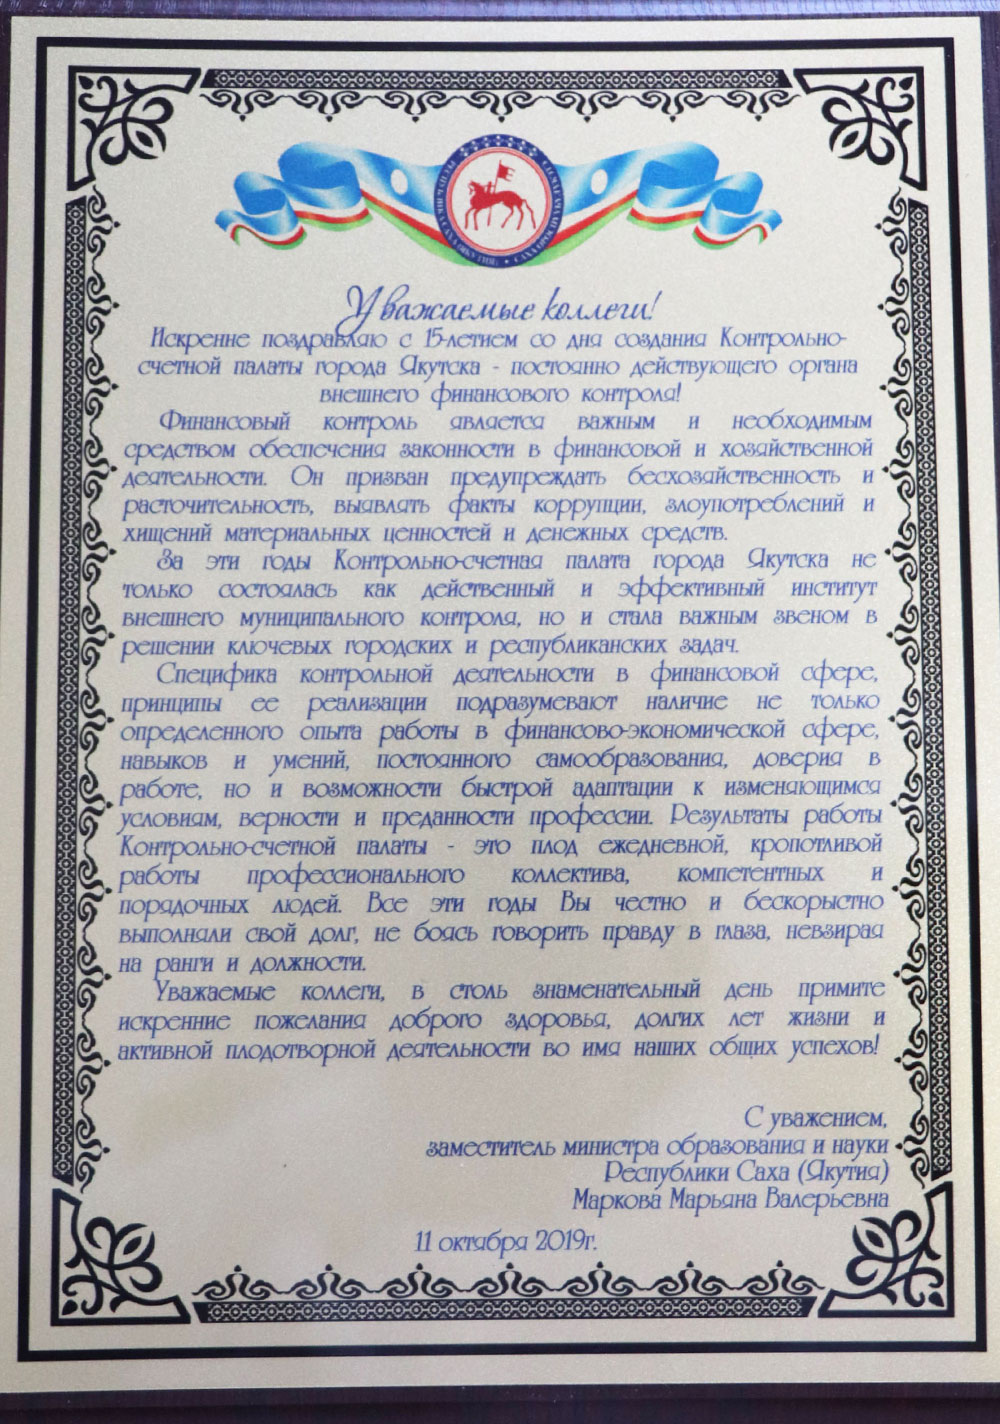 РЕСПУБЛИКА САХА (ЯКУТИЯ) • САХА ӨРӨСПҮҮБҮЛҮКЭТЭ
Уважаемые коллеги!
Искренне поздравляю с 15-летием со дня создания Контрольно-
счетной палаты города Якутска - постоянно действующего органа
внешнего финансового контроля!
Финансовый контроль является важным и необходимым
средством обеспечения законности в финансовой и хозяйственной
деятельности. Он призван предупреждать бесхозяйственность и
расточительность, выявлять факты коррупции, злоупотреблений и
хищений материальных ценностей и денежных средств.
За эти годы Контрольно-счетная палата города Якутска не
только состоялась как действенный и эффективный институт
внешнего муниципального контроля, но и стала важным звеном в
решении ключевых городских и республиканских задач.
Специфика контрольной деятельности в финансовой сфере,
принципы ее реализации подразумевают наличие не только
определенного опыта работы в финансово-экономической сфере,
навыков и умений, постоянного самообразования, доверия в
работе, но и возможности быстрой адаптации к изменяющимся
условиям, верности и преданности профессии. Результаты работы
Контрольно-счетной палаты - это плод ежедневной, кропотливой
работы профессионального коллектива, компетентных и
порядочных людей. Все эти годы Вы честно и бескорыстно
выполняли свой долг, не боясь говорить правду в глаза, невзирая
на ранги и должности.
Уважаемые коллеги, в столь знаменательный день примите
искренние пожелания доброго здоровья, долгих лет жизни и
активной плодотворной деятельности во имя наших общих успехов!
С уважением,
заместитель министра образования и науки
Республики Саха (Якутия)
Маркова Марьяна Валерьевна
11 октября 2019г.